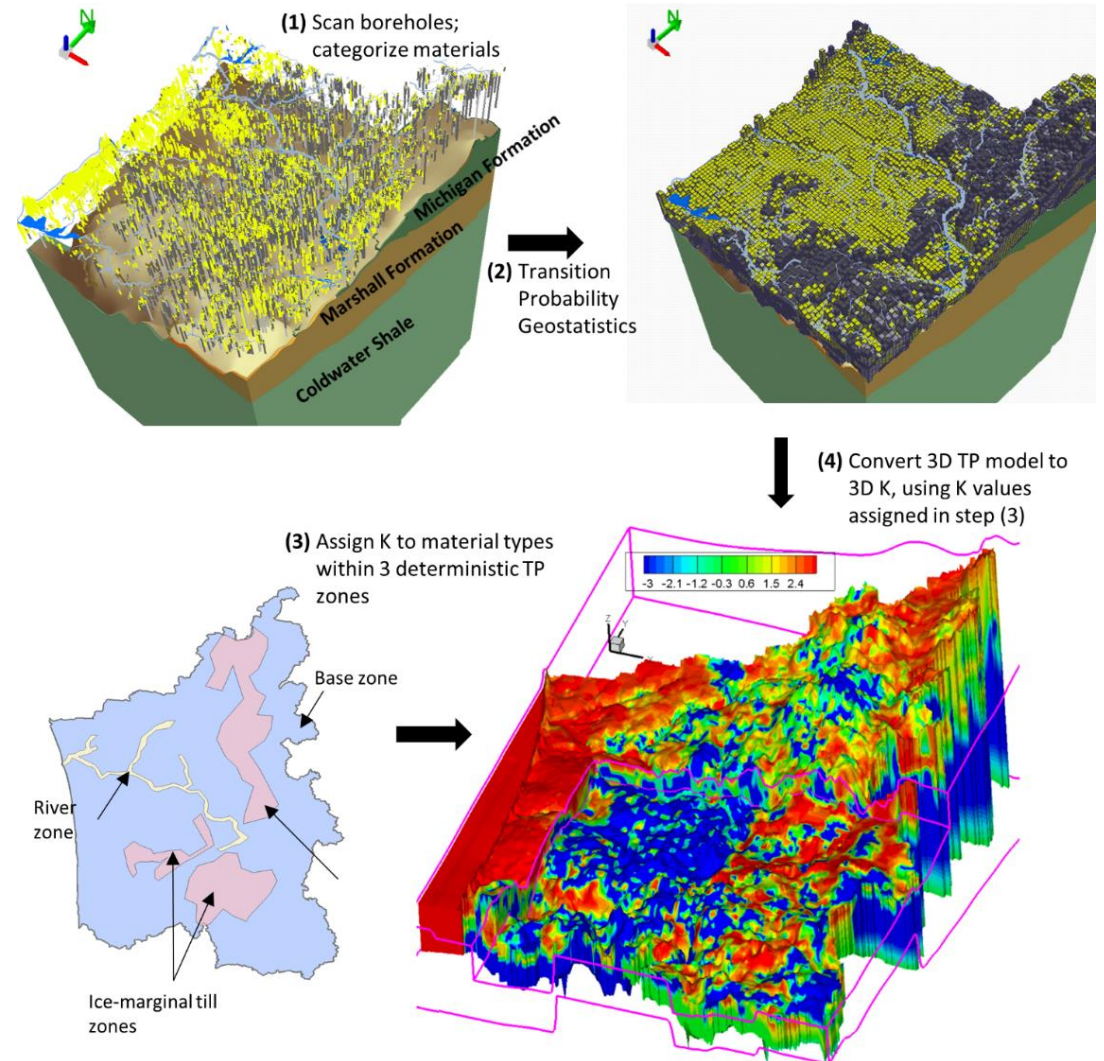 (1) Scan boreholes;
categorize materials
Michigan Formation
Marshall Formation
Coldwater Shale
(2) Transition
Probability
Geostatistics
(4) Convert 3D TP model to
3D K, using K values
assigned in step (3)
(3) Assign K to material types
within 3 deterministic TP
zones
-3 -2.1 -1.2 -0.3 0.6 1.5 2.4
Z
Y
X
Base zone
River
zone
Ice-marginal till
zones